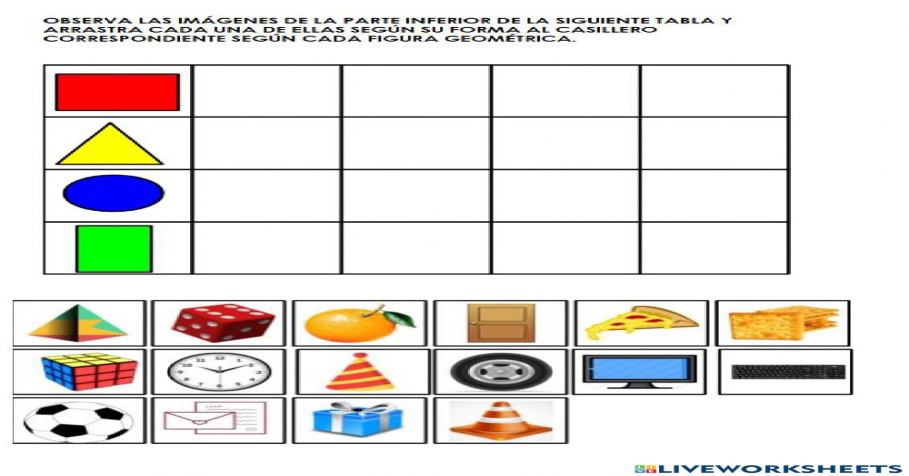 OBSERVA LAS IMÁGENES DE LA PARTE INFERIOR DE LA SIGUIENTE TABLA Y
ARRASTRA CADA UNA DE ELLAS SEGÚN SU FORMA AL CASILLERO
CORRESPONDIENTE SEGÚN CADA FIGURA GEOMÉTRICA.
LIVEWORKSHEETS